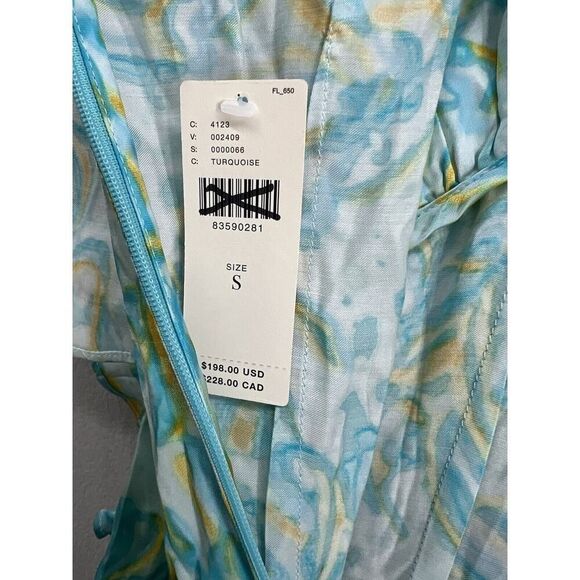 FL_650
C: 4123
V: 002409
S: 0000066
C: TURQUOISE
83590281
SIZE
S
$198.00 USD
$228.00 CAD